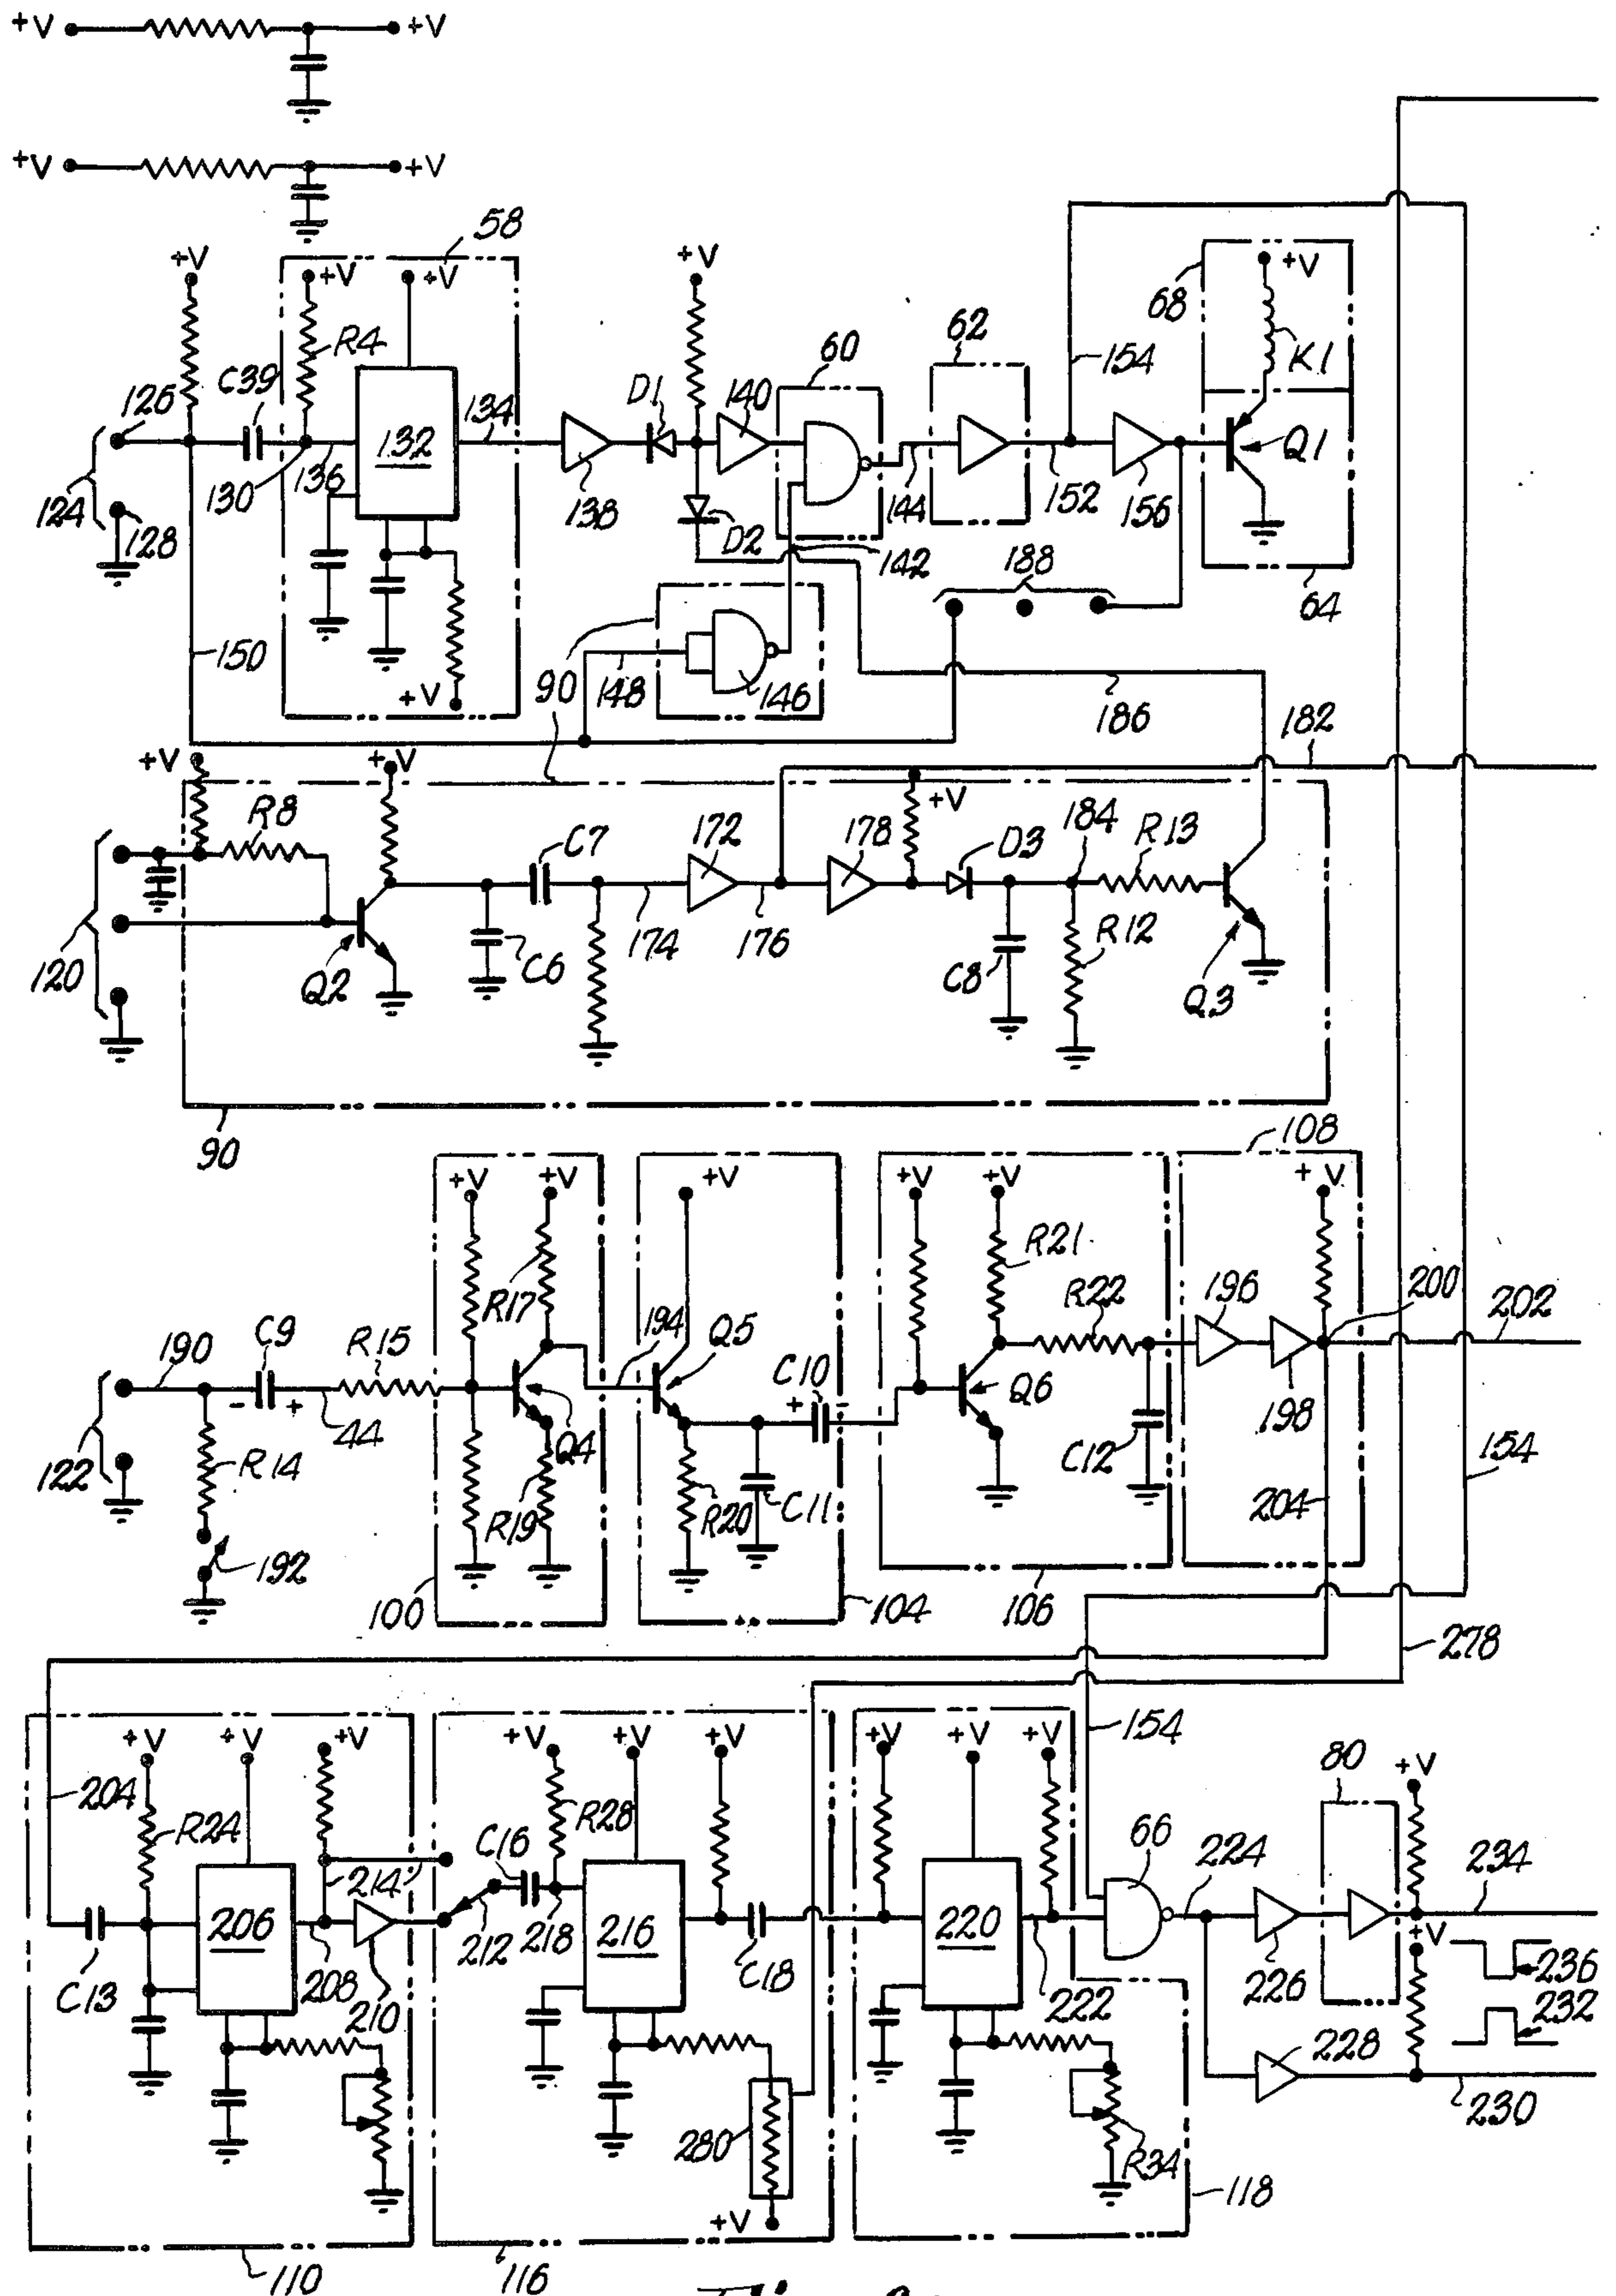 +V +V
+V +V
58
+V +V +V +V +V
68
R4 60 62 154 K1
126 C39 D1 140
134
132
124 130 136 138 144 152 156 Q1
128 D2 142 188
64
150 90 148 146
+V 186
182
90
+V +V
R8 +V 184 R13
C7 172 178 D3
120 Q2 C6 174 176 C8 R12 Q3
90
108
+V +V +V +V +V +V
R21
R17 R22 196 200 202
190 C9 R15 194 Q5 C10
- + + -
122 44 Q4 Q6 198
R14 C12 154
R19 R20 C11 204
192
100 104 106
278
154
+V +V +V +V +V +V +V +V +V 80 +V
204 R24 R28 66
C16 224 234
214
206 216 220
212 218 +V
C13 208 C18 222 226 236
210 232
228
230
280 R34
118
+V
110 116